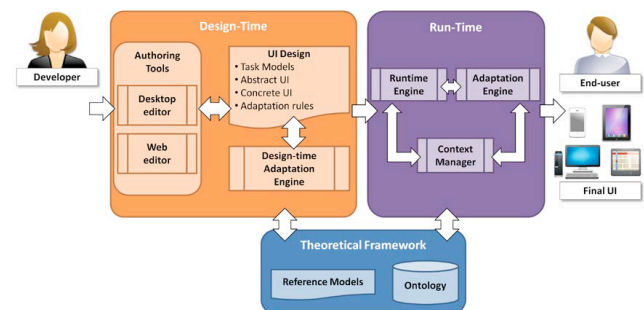 Design-Time
Run-Time
Developer
Authoring
Tools
Desktop
editor
Web
editor
UI Design
• Task Models
• Abstract UI
• Concrete UI
• Adaptation rules
Design-time
Adaptation
Engine
Runtime
Engine
Adaptation
Engine
Context
Manager
End-user
Final UI
Theoretical Framework
Reference Models
Ontology